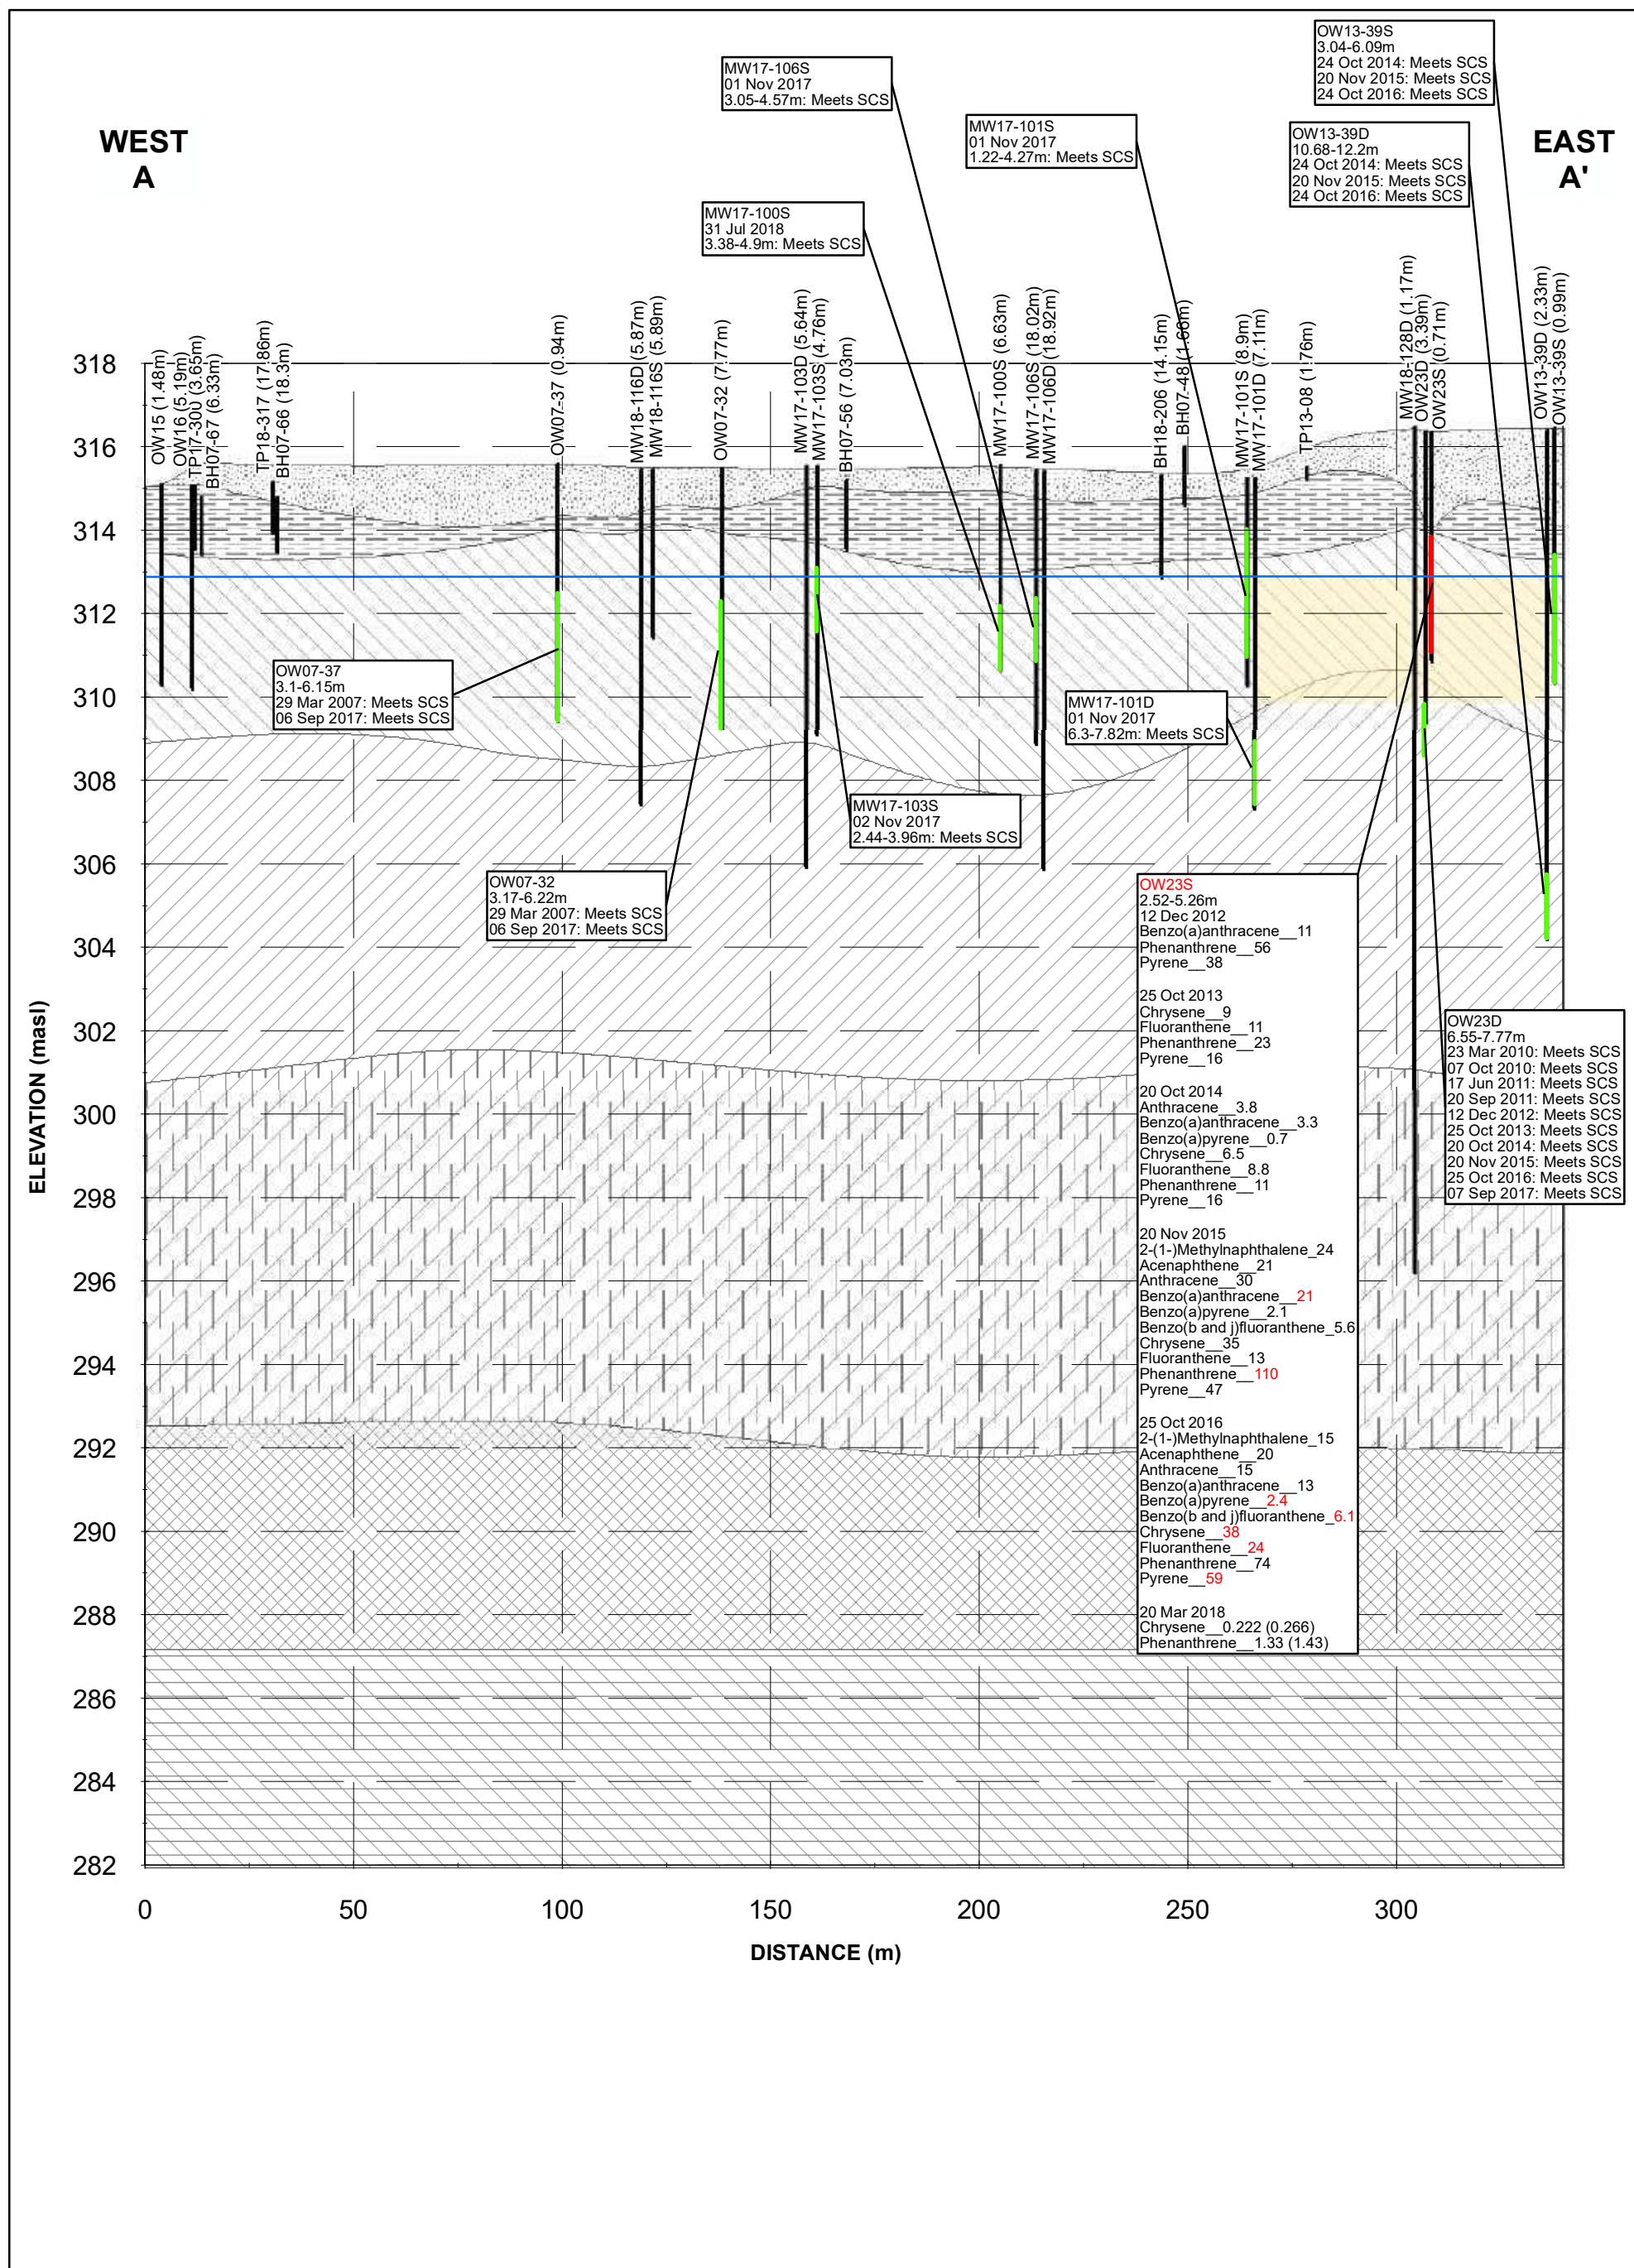 OW13-39S
3.04-6.09m
24 Oct 2014: Meets SCS
20 Nov 2015: Meets SCS
24 Oct 2016: Meets SCS
MW17-106S
01 Nov 2017
3.05-4.57m: Meets SCS
MW17-101S
01 Nov 2017
1.22-4.27m: Meets SCS
OW13-39D
10.68-12.2m
24 Oct 2014: Meets SCS
20 Nov 2015: Meets SCS
24 Oct 2016: Meets SCS
WEST
A
EAST
A'
MW17-100S
31 Jul 2018
3.38-4.9m: Meets SCS
OW15 (1.48m)
OW16 (5.19m)
TP17-300 (3.65m)
BH07-67 (6.33m)
TP18-317 (17.86m)
BH07-66 (18.3m)
OW07-37 (0.94m)
MW18-116D (5.87m)
MW18-116S (5.89m)
OW07-32 (7.77m)
MW17-103D (5.64m)
MW17-103S (4.76m)
BH07-56 (7.03m)
MW17-100S (6.63m)
MW17-106S (18.02m)
MW17-106D (18.92m)
BH18-206 (14.15m)
BH07-48 (1.66m)
MW17-101S (8.9m)
MW17-101D (7.11m)
TP13-08 (1.76m)
MW18-128D (1.17m)
OW23D (3.39m)
OW23S (0.71m)
OW13-39D (2.33m)
OW13-39S (0.99m)
318
316
314
312
310
308
306
304
302
300
298
296
294
292
290
288
286
284
282
ELEVATION (masl)
OW07-37
3.1-6.15m
29 Mar 2007: Meets SCS
06 Sep 2017: Meets SCS
MW17-101D
01 Nov 2017
6.3-7.82m: Meets SCS
MW17-103S
02 Nov 2017
2.44-3.96m: Meets SCS
OW07-32
3.17-6.22m
29 Mar 2007: Meets SCS
06 Sep 2017: Meets SCS
OW23S
2.52-5.26m
12 Dec 2012
Benzo(a)anthracene__11
Phenanthrene__56
Pyrene__38
25 Oct 2013
Chrysene__9
Fluoranthene__11
Phenanthrene__23
Pyrene__16
20 Oct 2014
Anthracene__3.8
Benzo(a)anthracene__3.3
Benzo(a)pyrene__0.7
Chrysene__6.5
Fluoranthene__8.8
Phenanthrene__11
Pyrene__16
20 Nov 2015
2-(1-)Methylnaphthalene_24
Acenaphthene__21
Anthracene__30
Benzo(a)anthracene__21
Benzo(a)pyrene__2.1
Benzo(b and j)fluoranthene_5.6
Chrysene__35
Fluoranthene__13
Phenanthrene__110
Pyrene__47
25 Oct 2016
2-(1-)Methylnaphthalene_15
Acenaphthene__20
Anthracene__15
Benzo(a)anthracene__13
Benzo(a)pyrene__2.4
Benzo(b and j)fluoranthene_6.1
Chrysene__38
Fluoranthene__24
Phenanthrene__74
Pyrene__59
20 Mar 2018
Chrysene__0.222 (0.266)
Phenanthrene__1.33 (1.43)
OW23D
6.55-7.77m
23 Mar 2010: Meets SCS
07 Oct 2010: Meets SCS
17 Jun 2011: Meets SCS
20 Sep 2011: Meets SCS
12 Dec 2012: Meets SCS
25 Oct 2013: Meets SCS
20 Oct 2014: Meets SCS
20 Nov 2015: Meets SCS
25 Oct 2016: Meets SCS
07 Sep 2017: Meets SCS
0 50 100 150 200 250 300
DISTANCE (m)